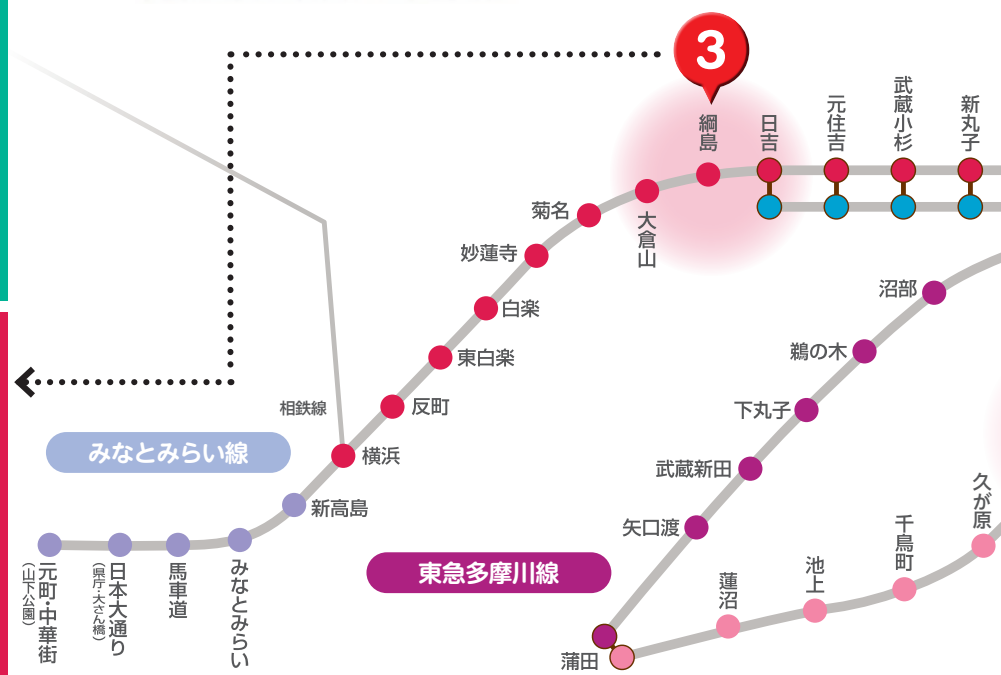 3
綱島
日吉
元住吉
武蔵小杉
新丸子
大倉山
菊名
妙蓮寺
白楽
東白楽
反町
横浜
相鉄線
みなとみらい線
新高島
みなとみらい
馬車道
日本大通り
（県庁・大さん橋）
元町・中華街
（山下公園）
沼部
鵜の木
下丸子
武蔵新田
矢口渡
東急多摩川線
蒲田
蓮沼
池上
千鳥町
久が原